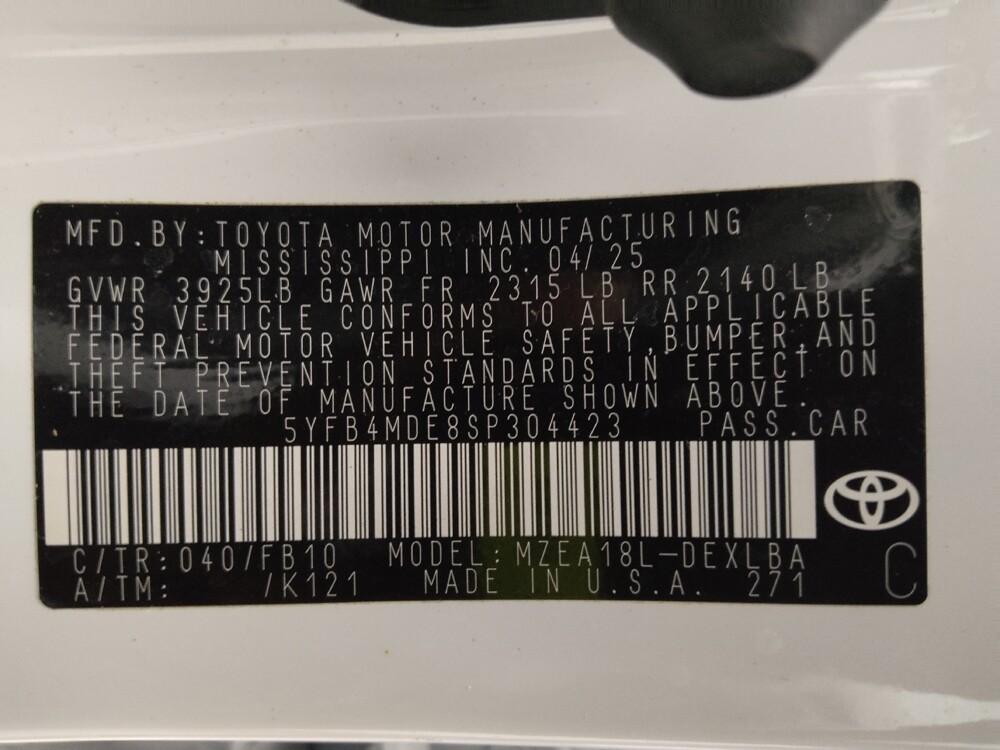 MFD.BY:TOYOTA MOTOR MANUFACTURING
MISSISSIPPI INC. 04/25
GVWR 3925LB GAWR FR 2315 LB RR 2140 LB
THIS VEHICLE CONFORMS TO ALL APPLICABLE
FEDERAL MOTOR VEHICLE SAFETY, BUMPER, AND
THEFT PREVENTION STANDARDS IN EFFECT ON
THE DATE OF MANUFACTURE SHOWN ABOVE.
5YFB4MDE8SP304423 PASS.CAR
C/TR:040/FB10 MODEL:MZEA18L-DEXLBA
A/TM: /K121 MADE IN U.S.A. 271
C